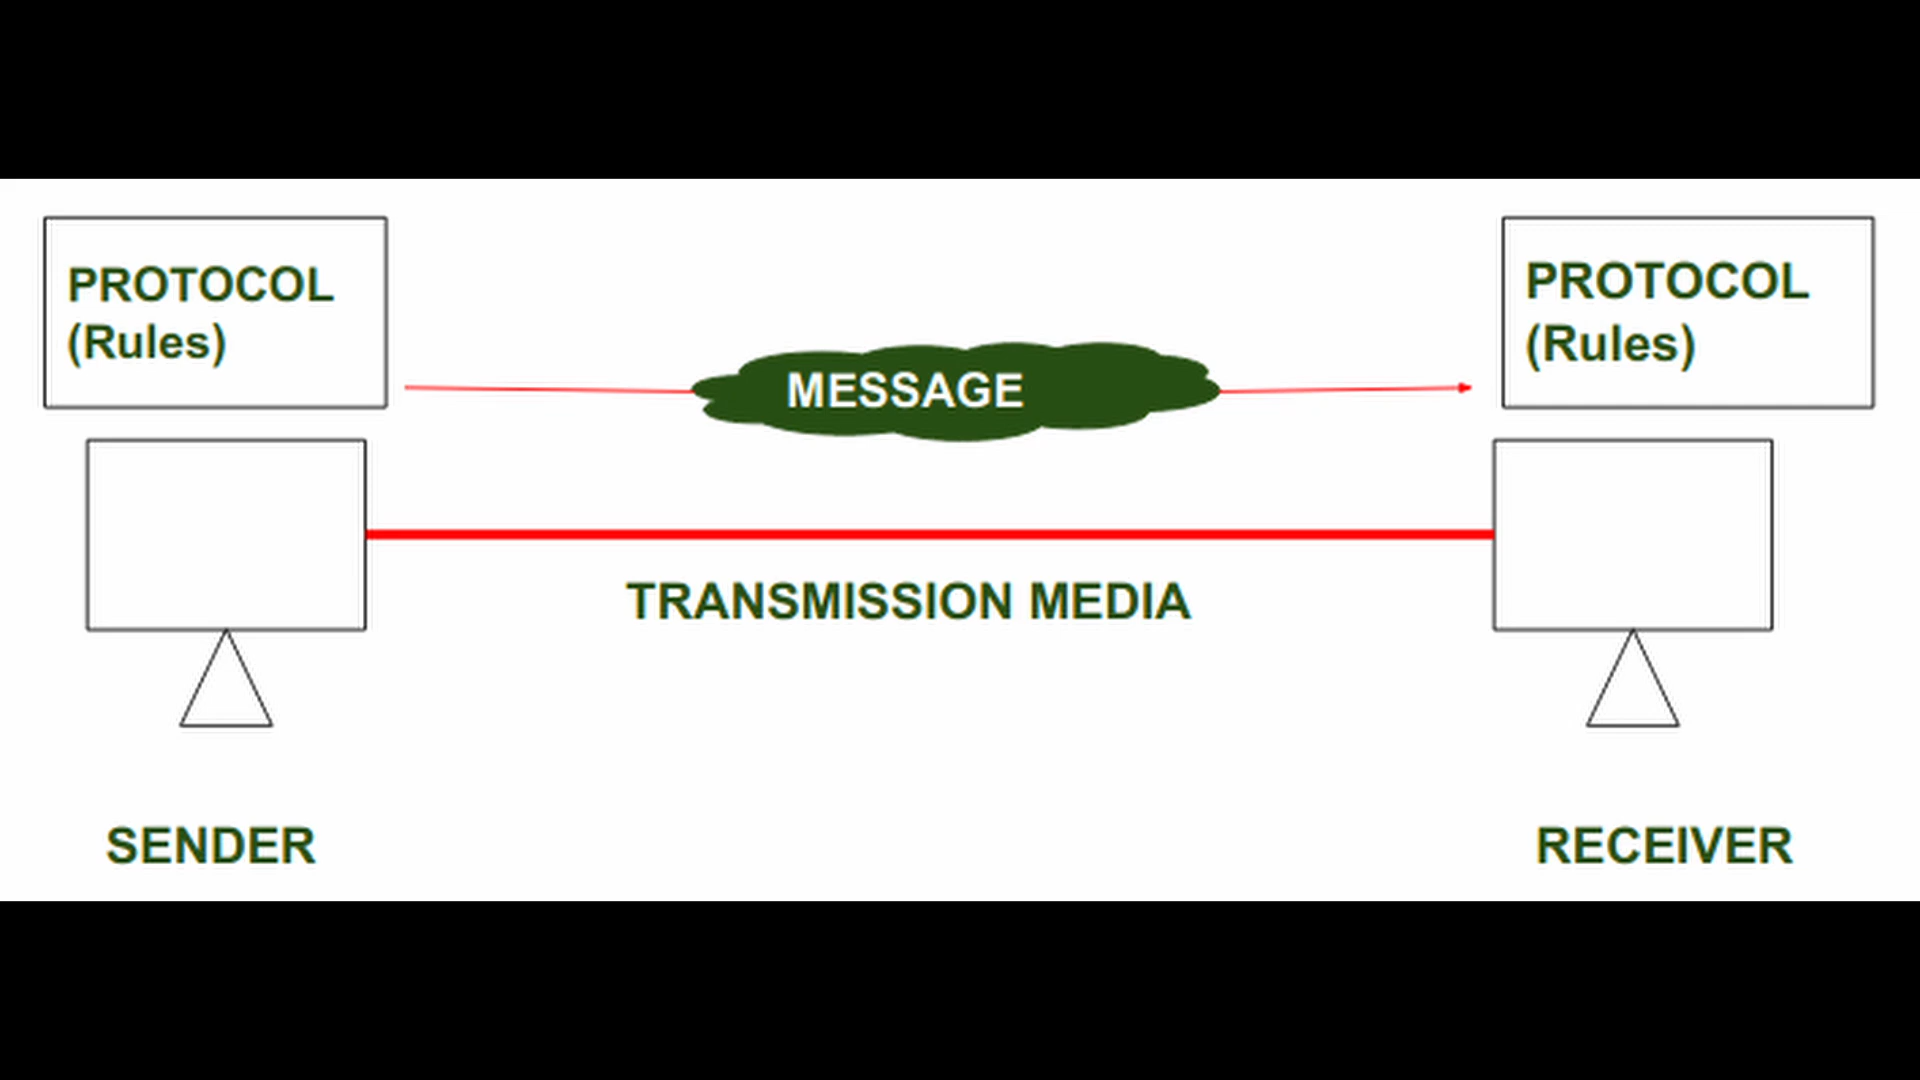 PROTOCOL
(Rules)
PROTOCOL
(Rules)
MESSAGE
TRANSMISSION MEDIA
SENDER
RECEIVER